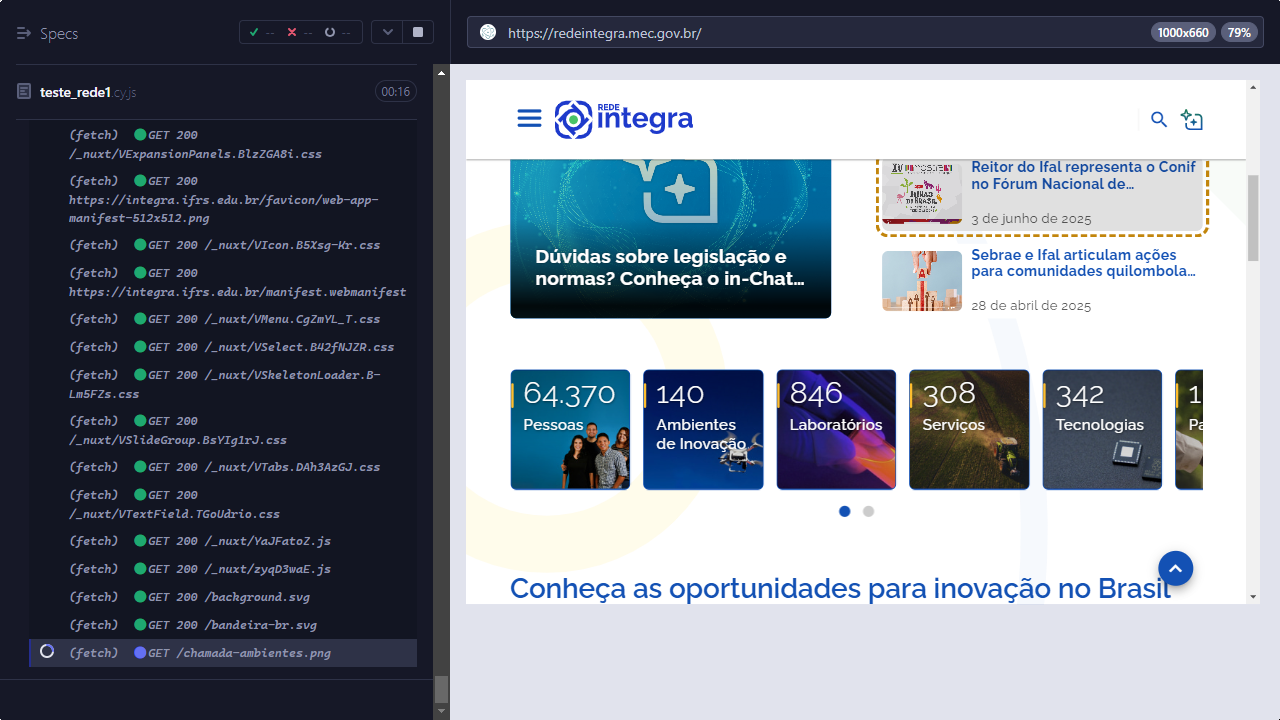 Specs
--
--
--
https://redeintegra.mec.gov.br/
1000x660
79%
teste_rede1.cy.js
00:16
(fetch) GET 200
/_nuxt/VExpansionPanels.BlzZGA8i.css
(fetch) GET 200
https://integra.ifrs.edu.br/favicon/web-app-
manifest-512x512.png
(fetch) GET 200 /_nuxt/VIcon.B5Xsg-Wr.css
(fetch) GET 200
https://integra.ifrs.edu.br/manifest.webmanifest
(fetch) GET 200 /_nuxt/VMenu.CgZmYL_T.css
(fetch) GET 200 /_nuxt/VSelect.B42fNJZR.css
(fetch) GET 200 /_nuxt/VSkeletonLoader.B-
Lm5FZs.css
(fetch) GET 200
/_nuxt/VSlideGroup.BsYIg1rJ.css
(fetch) GET 200 /_nuxt/VTabs.DAh3AzGJ.css
(fetch) GET 200
/_nuxt/VTextField.TGoUdrio.css
(fetch) GET 200 /_nuxt/YaJFatoZ.js
(fetch) GET 200 /_nuxt/zyqD3waE.js
(fetch) GET 200 /background.svg
(fetch) GET 200 /bandeira-br.svg
(fetch) GET /chamada-ambientes.png
REDE
integra
Dúvidas sobre legislação e
normas? Conheça o in-Chat...
Reitor do Ifal representa o Conif
no Fórum Nacional de...
3 de junho de 2025
Sebrae e Ifal articulam ações
para comunidades quilombola...
28 de abril de 2025
64.370
Pessoas
140
Ambientes
de Inovação
846
Laboratórios
308
Serviços
342
Tecnologias
1
Pa
Conheça as oportunidades para inovação no Brasil